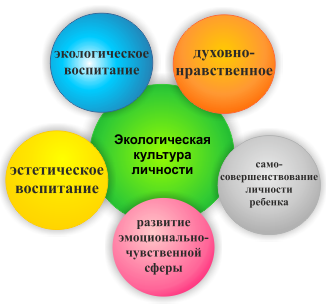 экологическое
воспитание
духовно-
нравственное
Экологическая
культура
личности
эстетическое
воспитание
само-
совершенствование
личности
ребенка
развитие
эмоционально-
чувственной
сферы